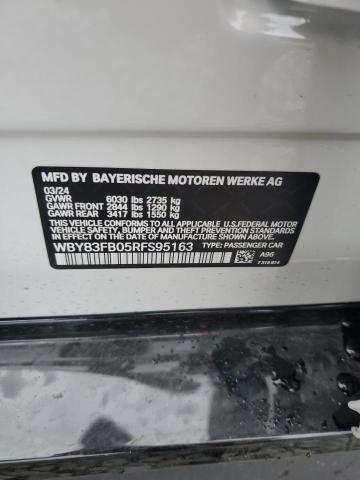 MFD BY BAYERISCHE MOTOREN WERKE AG
03/24
GVWR 6030 lbs 2735 kg
GAWR FRONT 2844 lbs 1290 kg
GAWR REAR 3417 lbs 1550 kg
THIS VEHICLE CONFORMS TO ALL APPLICABLE U.S.FEDERAL MOTOR
VEHICLE SAFETY, BUMPER AND THEFT PREVENTION STANDARDS
IN EFFECT ON THE DATE OF MANUFACTURE SHOWN ABOVE.
WBY83FB05RFS95163 TYPE: PASSENGER CAR
A96